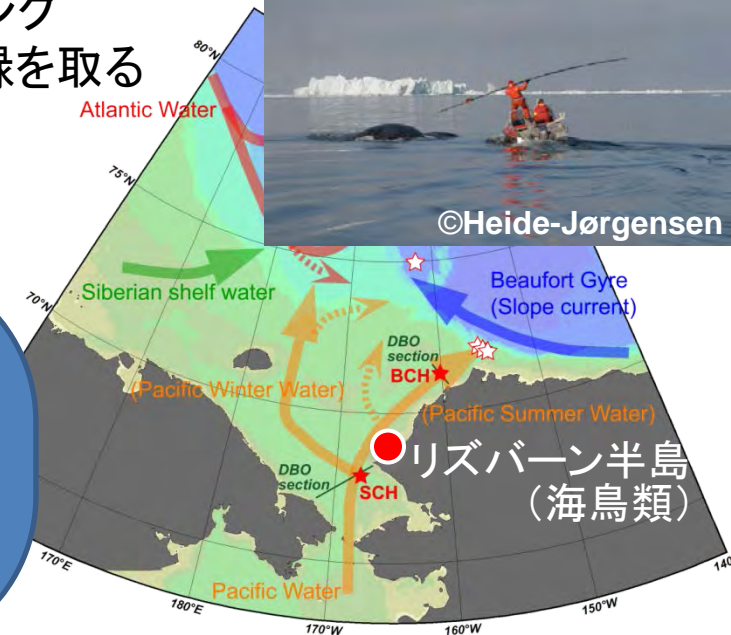 ング
録を取る
©Heide-Jørgensen
80°N
Atlantic Water
75°N
Siberian shelf water
Beaufort Gyre
(Slope current)
70°N
DBO
section
BCH
(Pacific Winter Water)
(Pacific Summer Water)
リズバーン半島
(海鳥類)
DBO
section
SCH
170°E
Pacific Water
180°E
170°W
160°W
150°W